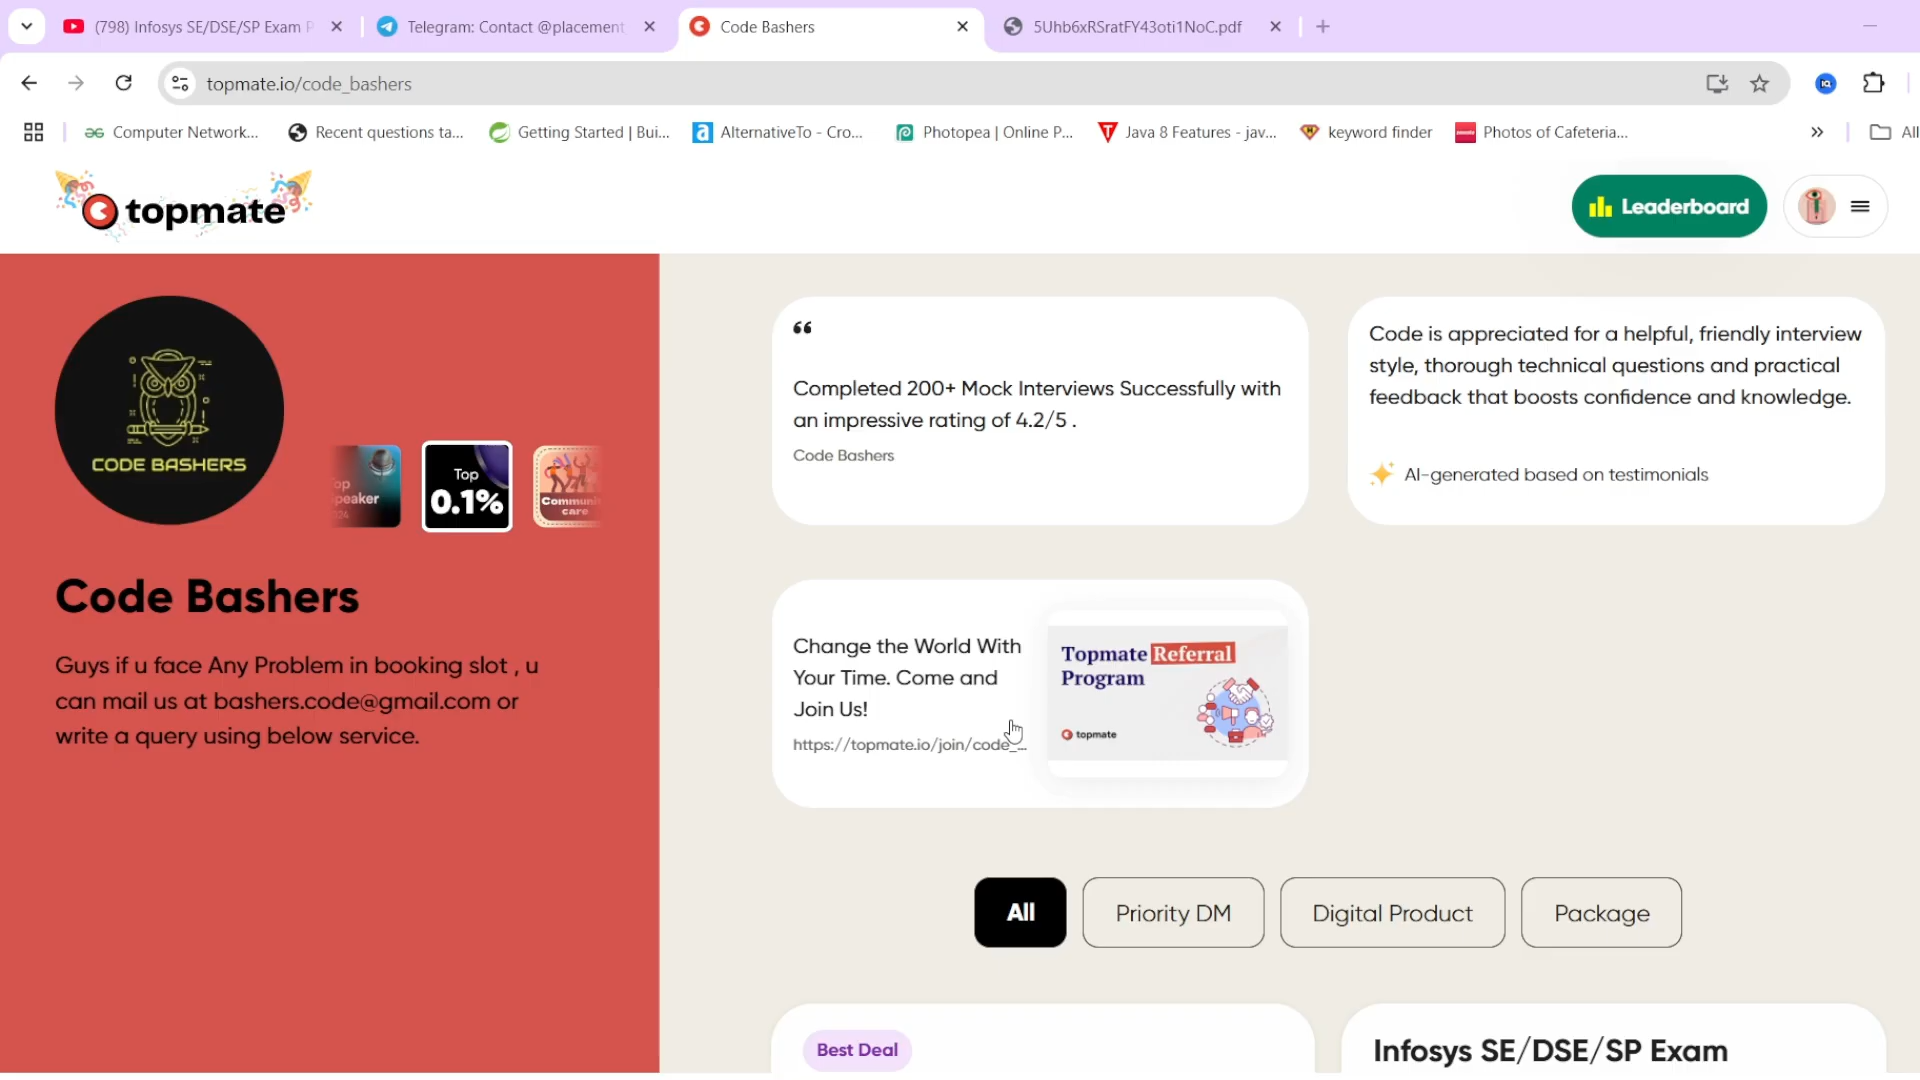 (798) Infosys SE/DSE/SP Exam P
Telegram: Contact @placement
Code Bashers
5Uhb6xRSratFY43oti1NoC.pdf
topmate.io/code_bashers
Computer Network...
Recent questions ta...
Getting Started | Bui...
AlternativeTo - Cro...
Photopea | Online P...
Java 8 Features - jav...
keyword finder
Photos of Cafeteria...
All
topmate
Leaderboard
CODE BASHERS
Top
0.1%
Community
care
Code Bashers
Guys if u face Any Problem in booking slot , u
can mail us at bashers.code@gmail.com or
write a query using below service.
“
Completed 200+ Mock Interviews Successfully with
an impressive rating of 4.2/5 .
Code Bashers
Code is appreciated for a helpful, friendly interview
style, thorough technical questions and practical
feedback that boosts confidence and knowledge.
AI-generated based on testimonials
Change the World With
Your Time. Come and
Join Us!
https://topmate.io/join/code_...
Topmate Referral
Program
topmate
All
Priority DM
Digital Product
Package
Best Deal
Infosys SE/DSE/SP Exam